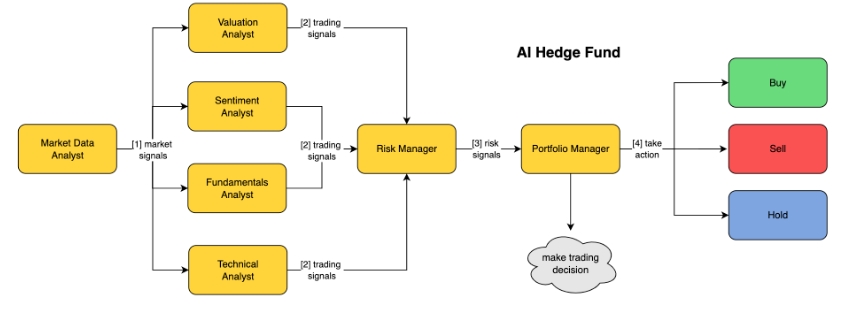 Valuation
Analyst
[2] trading
signals
AI Hedge Fund
Buy
Sentiment
Analyst
Market Data
Analyst
[1] market
signals
[2] trading
signals
Risk Manager
[3] risk
signals
Portfolio Manager
[4] take
action
Sell
Fundamentals
Analyst
Hold
Technical
Analyst
[2] trading
signals
make trading
decision